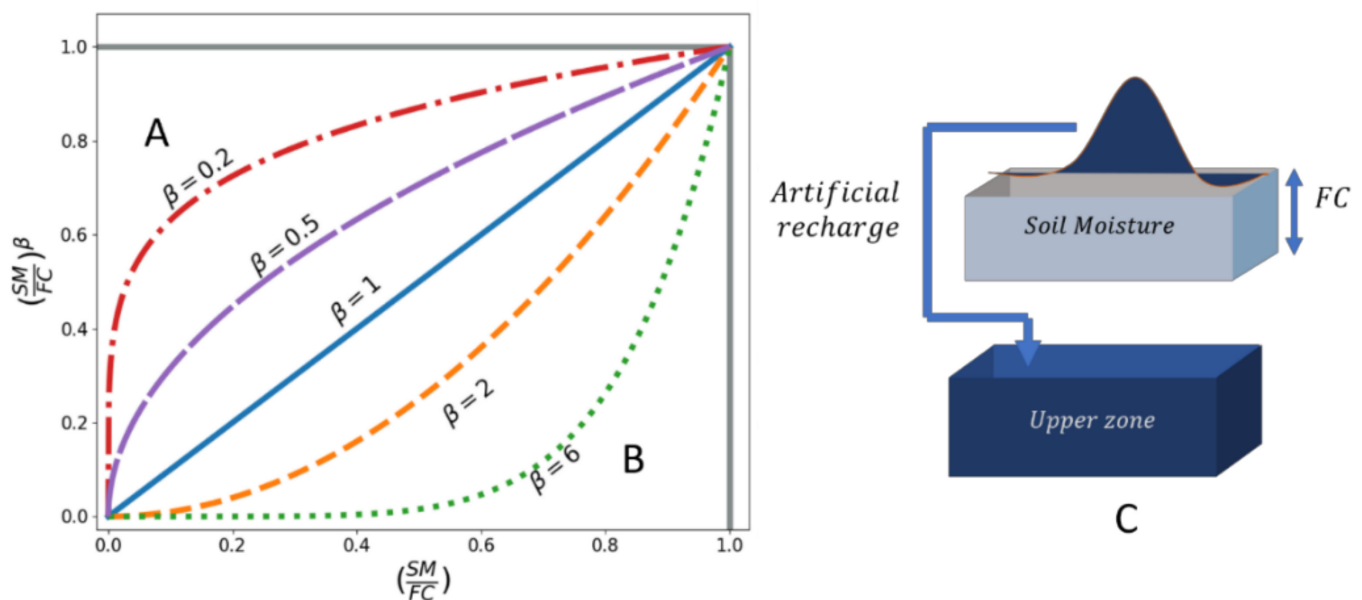 1.0
0.8
0.6
0.4
0.2
0.0
(SM/FC)^β
A
β = 0.2
β = 0.5
β = 1
β = 2
B
β = 6
0.0 0.2 0.4 0.6 0.8 1.0
(SM/FC)
Artificial
recharge
Soil Moisture
FC
Upper zone
C